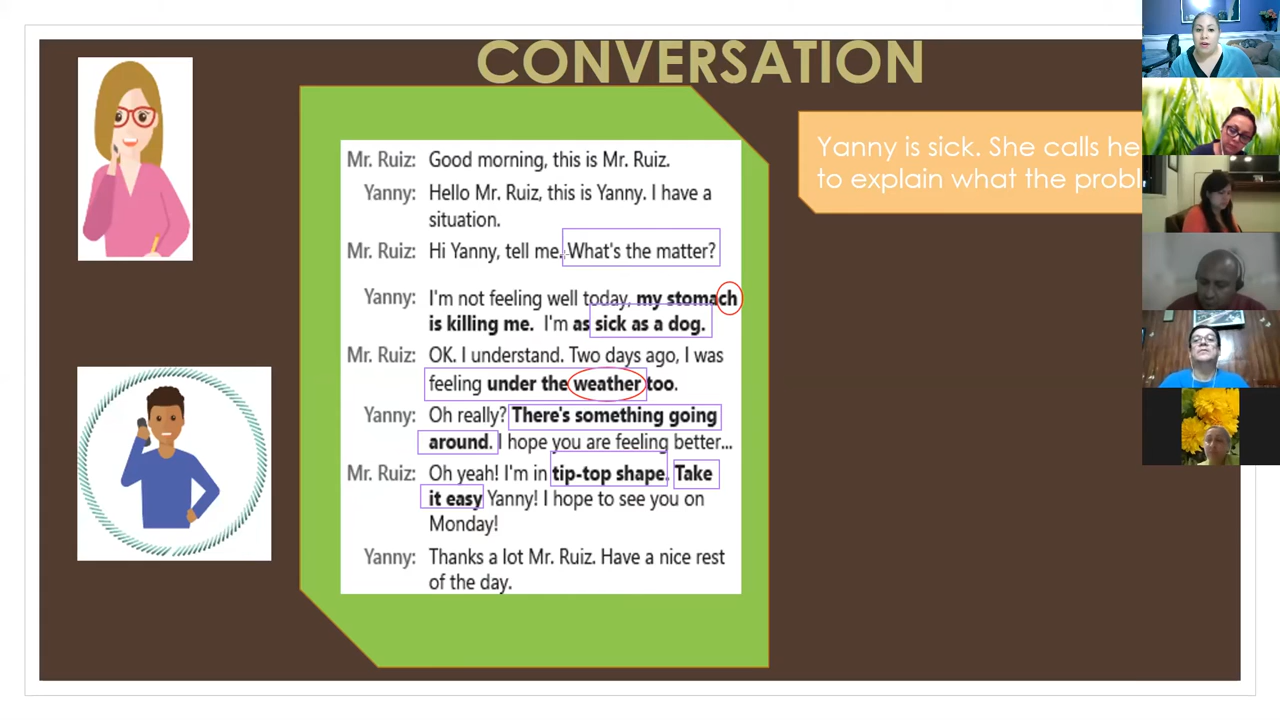 CONVERSATION
Yanny is sick. She calls
to explain what the
Mr. Ruiz: Good morning, this is Mr. Ruiz.
Yanny: Hello Mr. Ruiz, this is Yanny. I have a
situation.
Mr. Ruiz: Hi Yanny, tell me. What's the matter?
Yanny: I'm not feeling well today, my stomach
is killing me. I'm as sick as a dog.
Mr. Ruiz: OK. I understand. Two days ago, I was
feeling under the weather too.
Yanny: Oh really? There's something going
around. I hope you are feeling better...
Mr. Ruiz: Oh yeah! I'm in tip-top shape. Take
it easy Yanny! I hope to see you on
Monday!
Yanny: Thanks a lot Mr. Ruiz. Have a nice rest
of the day.